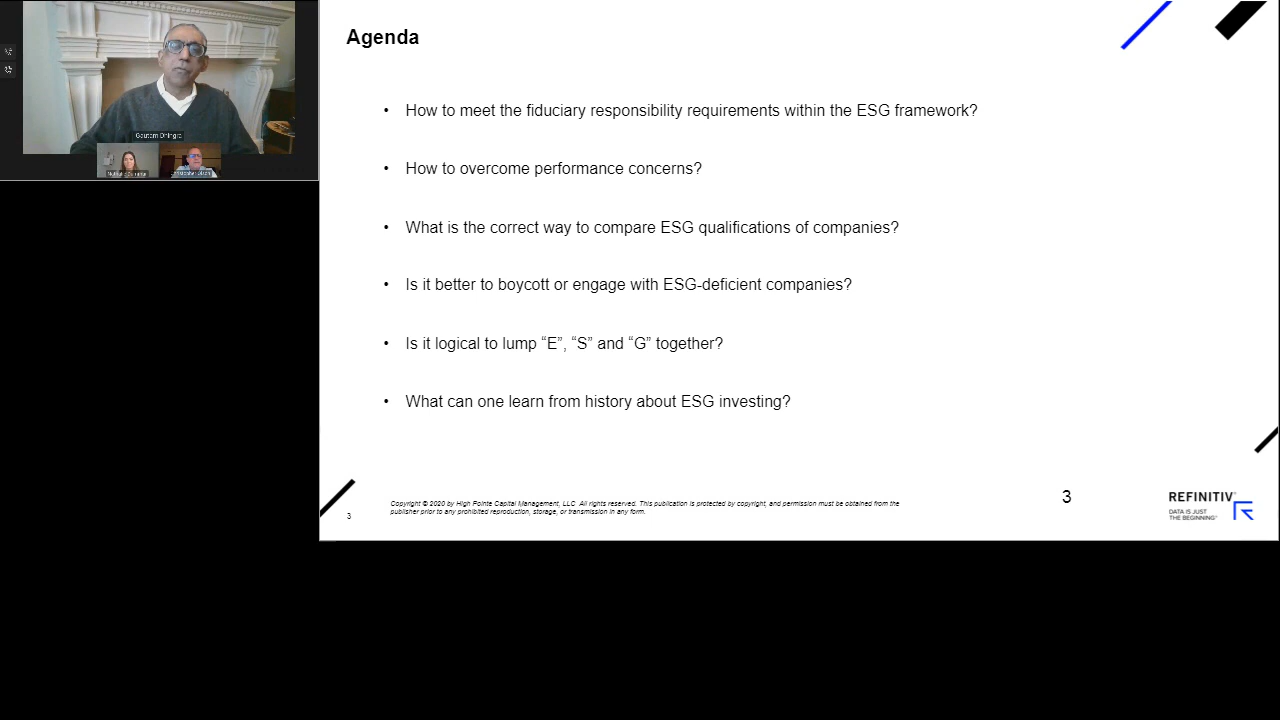 Agenda
• How to meet the fiduciary responsibility requirements within the ESG framework?
• How to overcome performance concerns?
• What is the correct way to compare ESG qualifications of companies?
• Is it better to boycott or engage with ESG-deficient companies?
• Is it logical to lump “E”, “S” and “G” together?
• What can one learn from history about ESG investing?
Gautam Dhingra
Christopher Olson
Copyright © 2020 by High Pointe Capital Management, LLC All rights reserved. This publication is protected by copyright, and permission must be obtained from the
publisher prior to any prohibited reproduction, storage, or transmission in any form.
3
3
REFINITIV
DATA IS JUST
THE BEGINNING